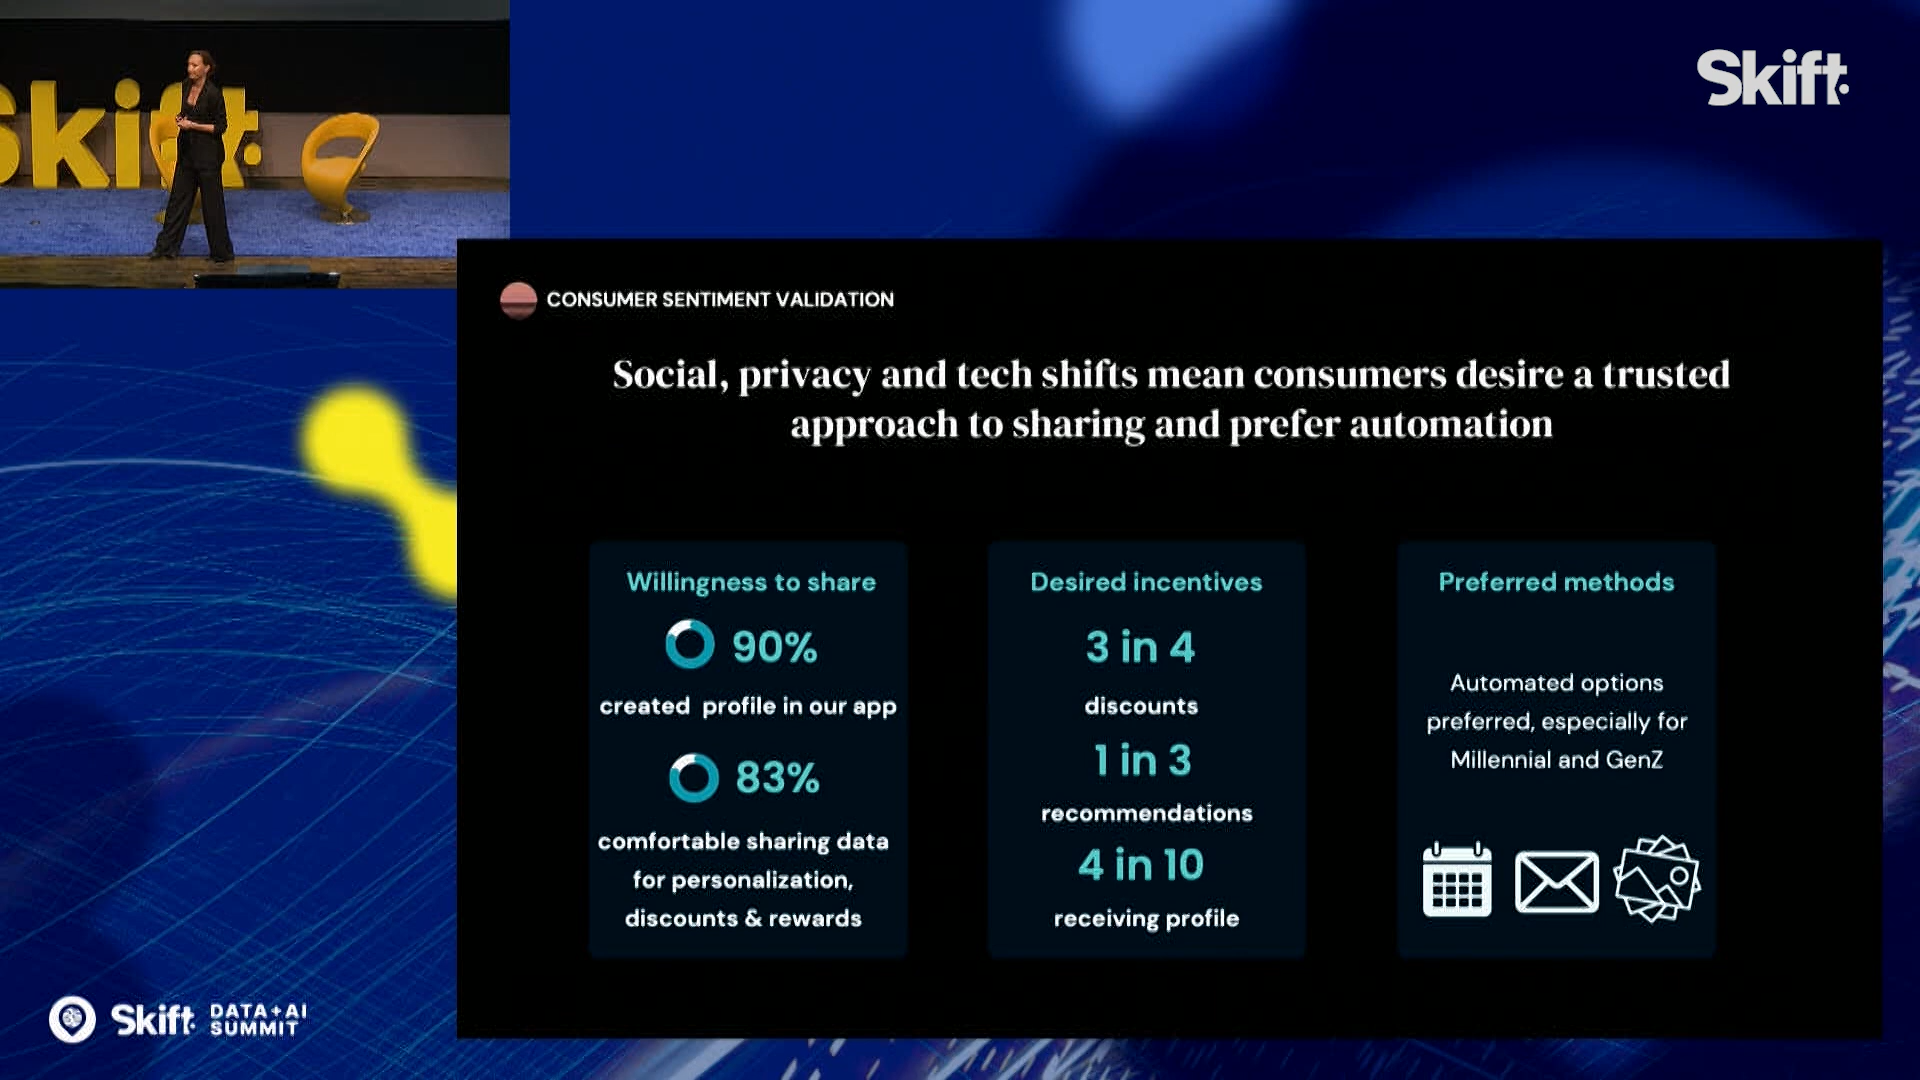 Skift
Skift
CONSUMER SENTIMENT VALIDATION
Social, privacy and tech shifts mean consumers desire a trusted
approach to sharing and prefer automation
Willingness to share
90%
created profile in our app
83%
comfortable sharing data
for personalization,
discounts & rewards
Desired incentives
3 in 4
discounts
1 in 3
recommendations
4 in 10
receiving profile
Preferred methods
Automated options
preferred, especially for
Millennial and GenZ
Skift DATA+AI
SUMMIT